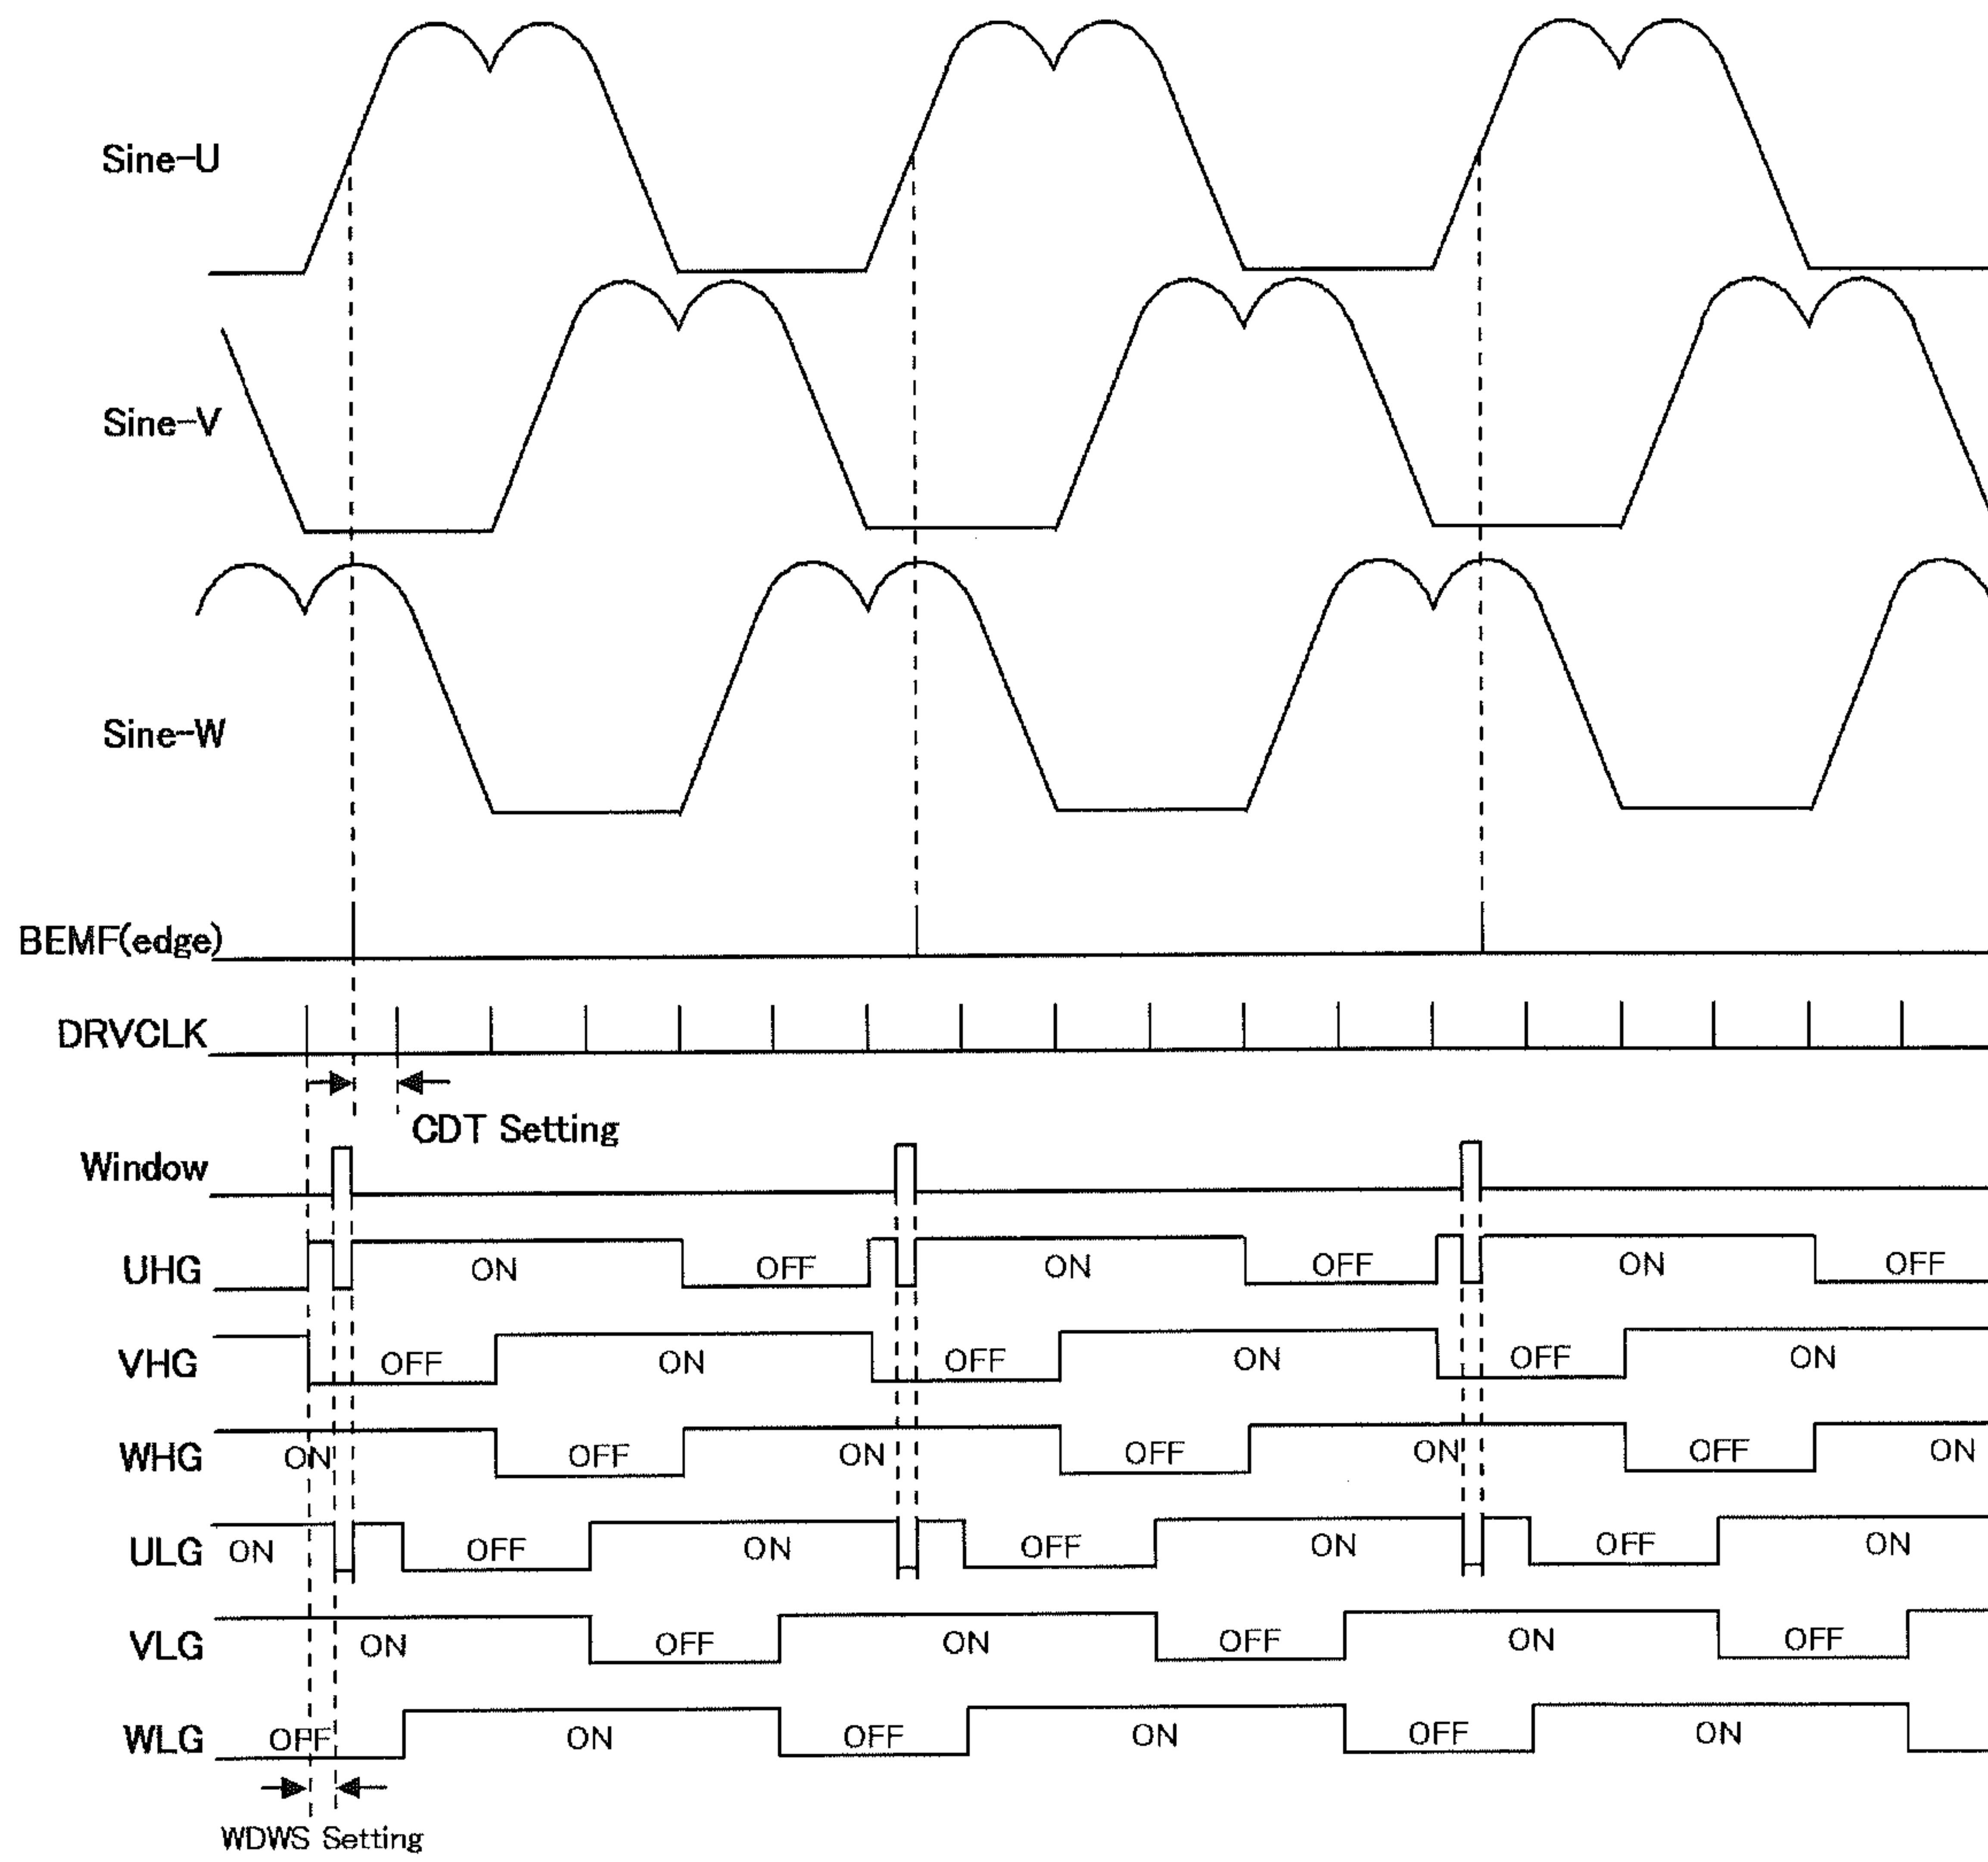 Sine-U
Sine-V
Sine-W
BEMF(edge)
DRVCLK
CDT Setting
Window
UHG ON OFF ON OFF ON OFF
VHG OFF ON OFF ON OFF ON
WHG ON OFF ON OFF ON OFF ON
ULG ON OFF ON OFF ON OFF ON
VLG ON OFF ON OFF ON OFF
WLG OFF ON OFF ON OFF ON
WDWS Setting